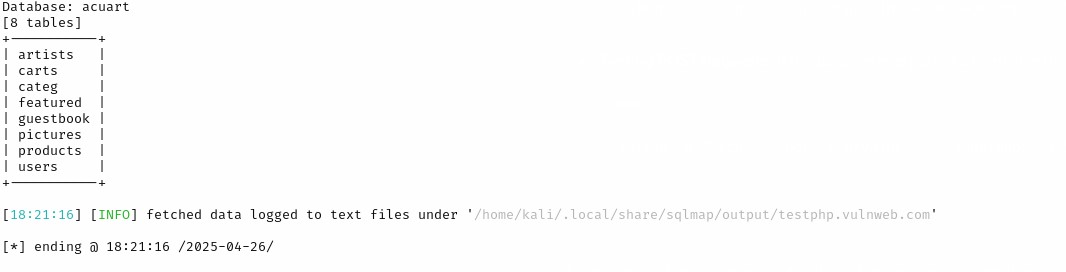 Database: acuart
[8 tables]
+-----------+
| artists   |
| carts     |
| categ     |
| featured  |
| guestbook |
| pictures  |
| products  |
| users     |
+-----------+
[18:21:16] [INFO] fetched data logged to text files under '/home/kali/.local/share/sqlmap/output/testphp.vulnweb.com'
[*] ending @ 18:21:16 /2025-04-26/